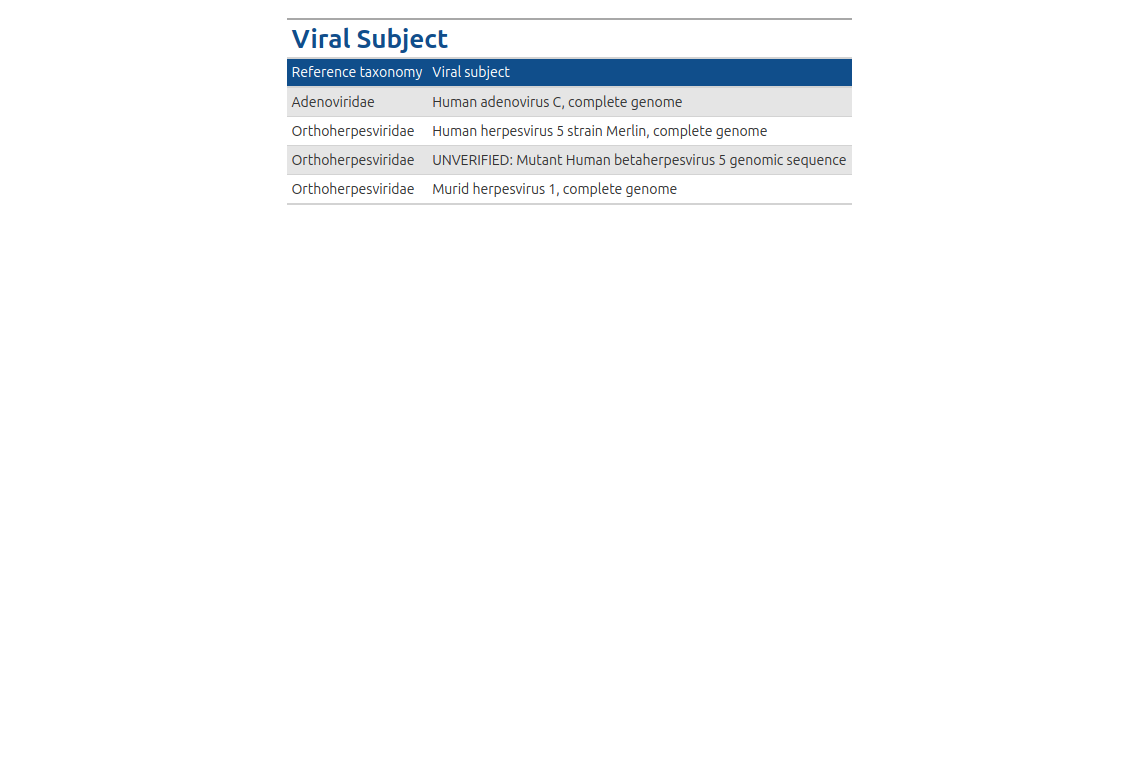 Viral Subject
Reference taxonomy Viral subject
Adenoviridae Human adenovirus C, complete genome
Orthoherpesviridae Human herpesvirus 5 strain Merlin, complete genome
Orthoherpesviridae UNVERIFIED: Mutant Human betaherpesvirus 5 genomic sequence
Orthoherpesviridae Murid herpesvirus 1, complete genome